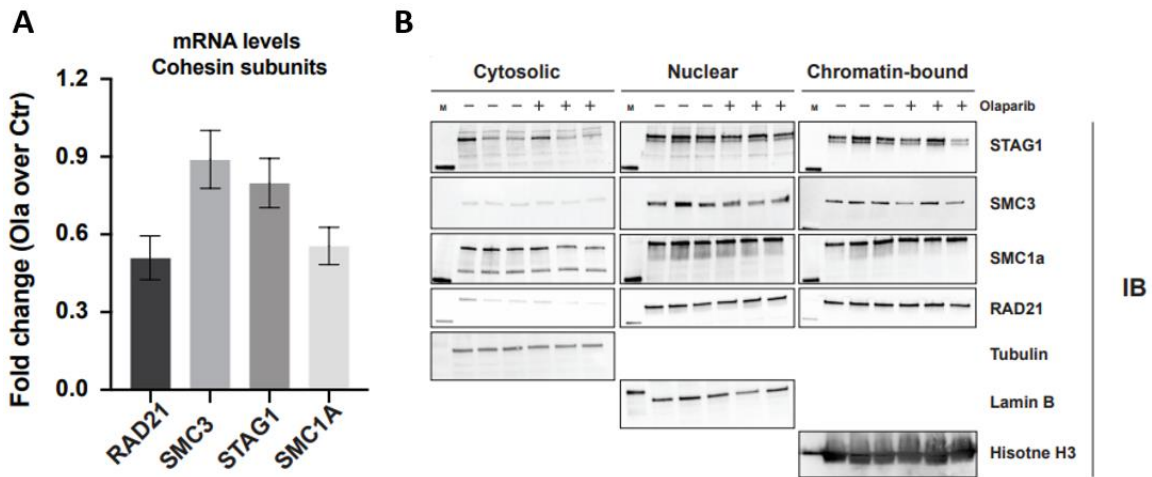 A
mRNA levels
Cohesin subunits
Fold change (Ola over Ctr)
1.2
0.9
0.6
0.3
0.0
RAD21
SMC3
STAG1
SMC1A
B
Cytosolic
Nuclear
Chromatin-bound
M − − − + + +
M − − − + + +
M − − − + + +
Olaparib
STAG1
SMC3
SMC1a
RAD21
Tubulin
Lamin B
Hisotne H3
IB